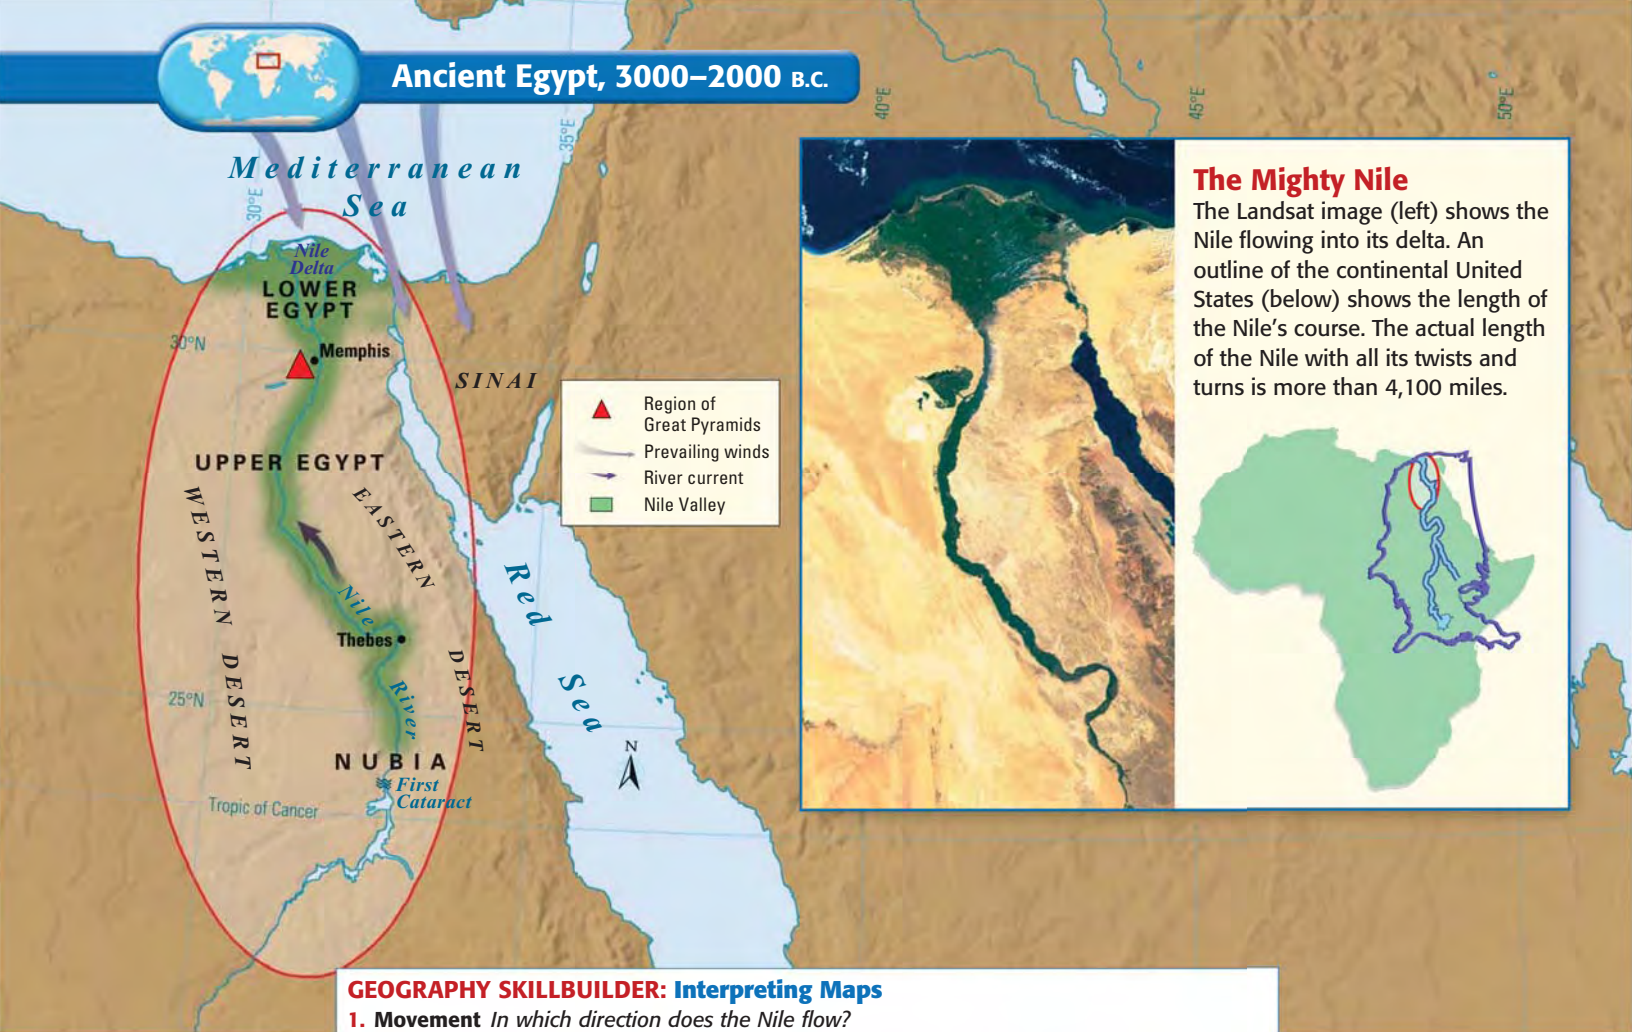 Ancient Egypt, 3000–2000 B.C.
40°E
45°E
50°E
35°E
30°E
Mediterranean
Sea
Nile
Delta
LOWER
EGYPT
30°N
Memphis
SINAI
UPPER EGYPT
WESTERN DESERT
EASTERN DESERT
Nile River
Thebes
25°N
NUBIA
First
Cataract
Tropic of Cancer
Red Sea
N
Region of
Great Pyramids
Prevailing winds
River current
Nile Valley
The Mighty Nile
The Landsat image (left) shows the
Nile flowing into its delta. An
outline of the continental United
States (below) shows the length of
the Nile’s course. The actual length
of the Nile with all its twists and
turns is more than 4,100 miles.
GEOGRAPHY SKILLBUILDER: Interpreting Maps
1. Movement In which direction does the Nile flow?